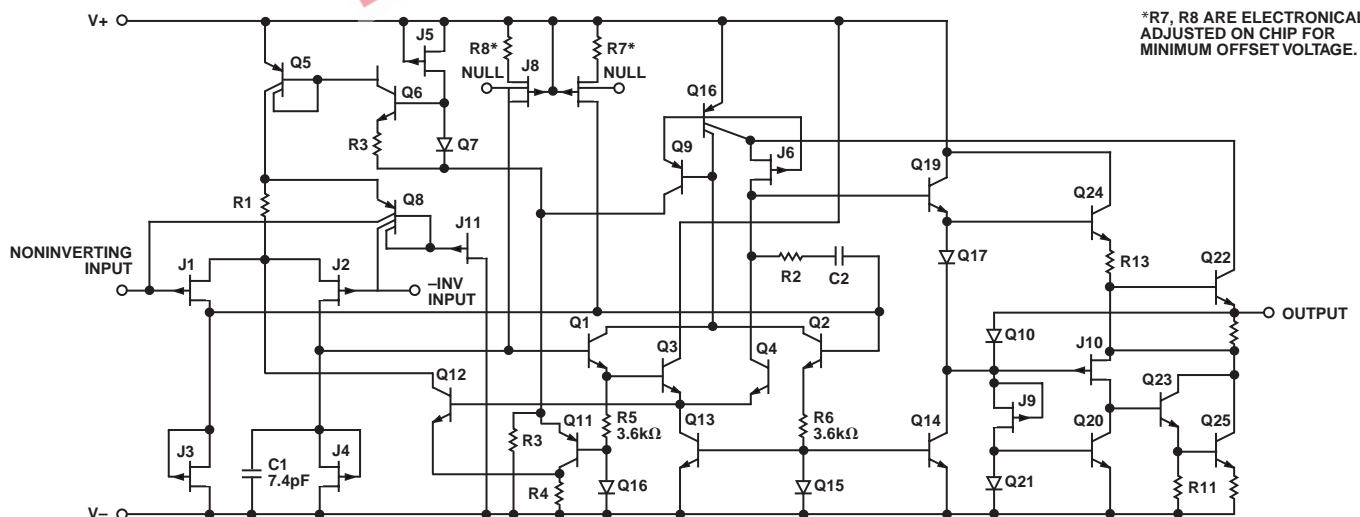 *R7, R8 ARE ELECTRONICAL
ADJUSTED ON CHIP FOR
MINIMUM OFFSET VOLTAGE.
V+
J5
R8*
R7*
Q5
NULL
J8
NULL
Q16
Q6
R3
Q7
Q9
J6
Q19
Q24
R1
Q8
J11
NONINVERTING
INPUT
J1
J2
–INV
INPUT
R2
C2
Q17
R13
Q22
OUTPUT
Q1
Q3
Q4
Q2
Q10
J10
Q12
J9
Q23
R3
Q11
R5
3.6kΩ
Q13
R6
3.6kΩ
Q14
Q20
Q25
J3
C1
7.4pF
J4
R4
Q16
Q15
Q21
R11
V–